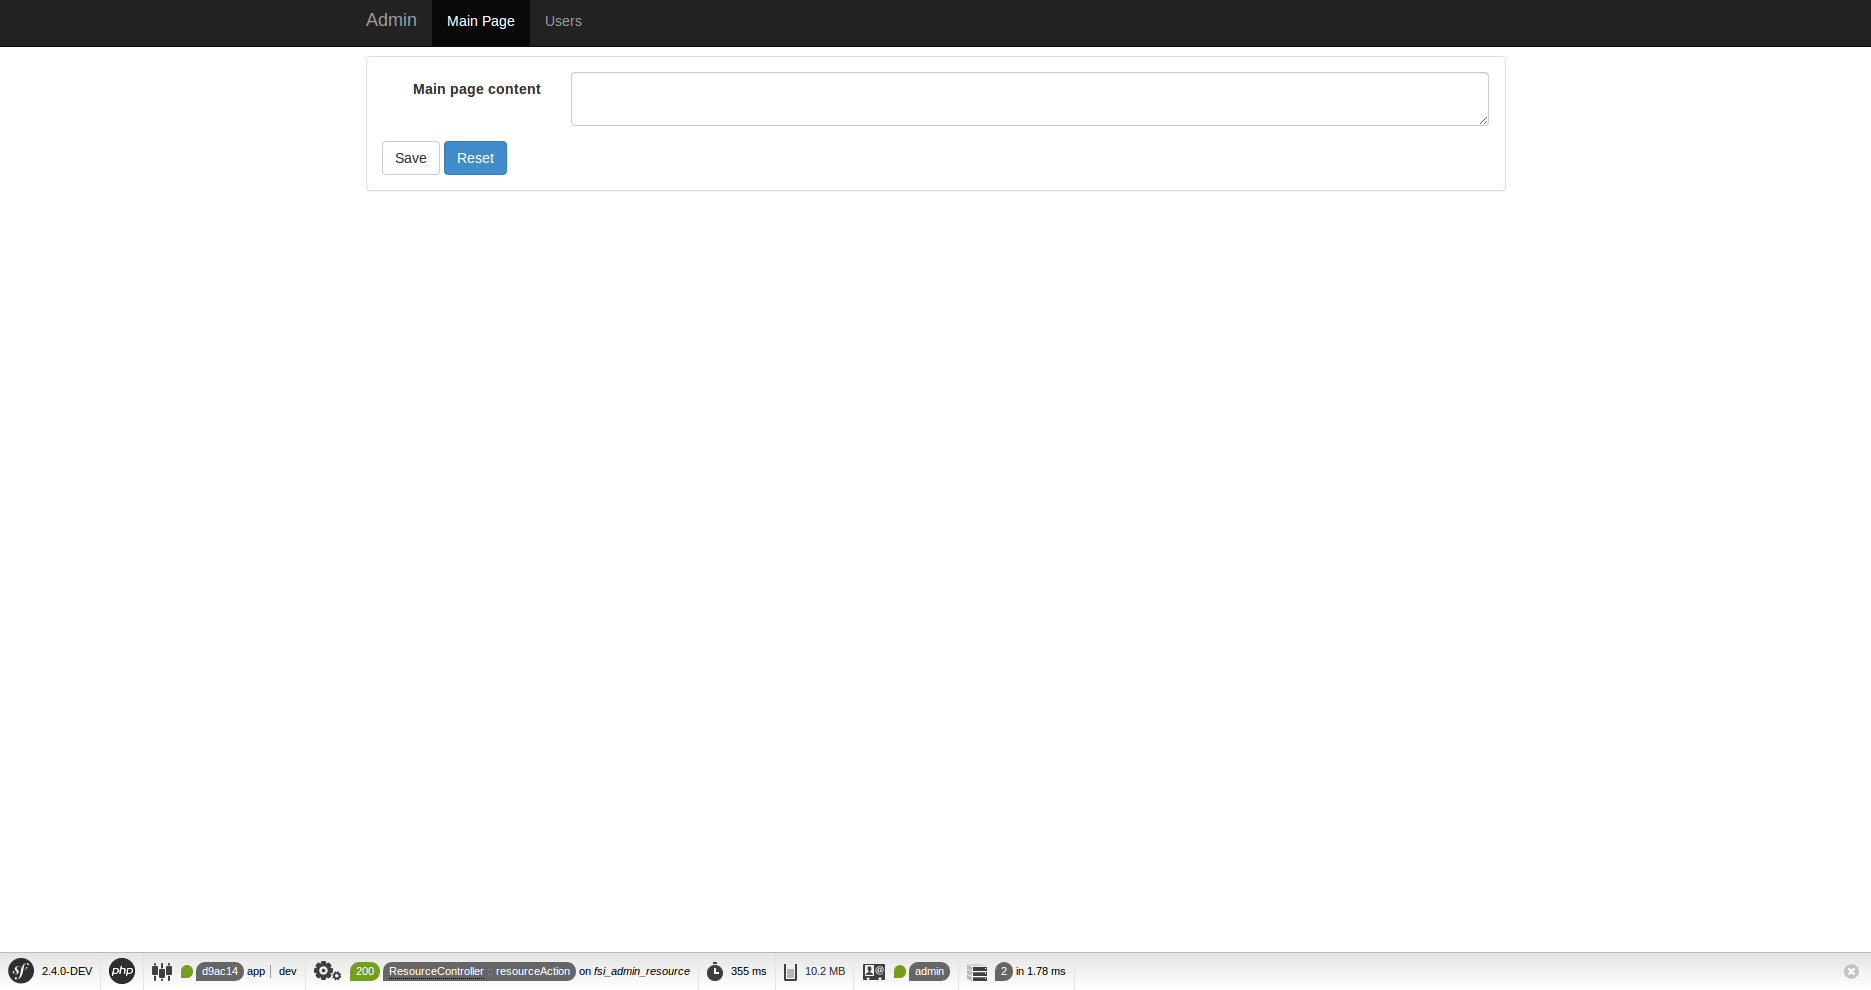 Admin Main Page Users
Main page content
Save Reset
sf 2.4.0-DEV php d9ac14 app | dev 200 ResourceController :: resourceAction on fsi_admin_resource 355 ms 10.2 MB @ admin 2 in 1.78 ms